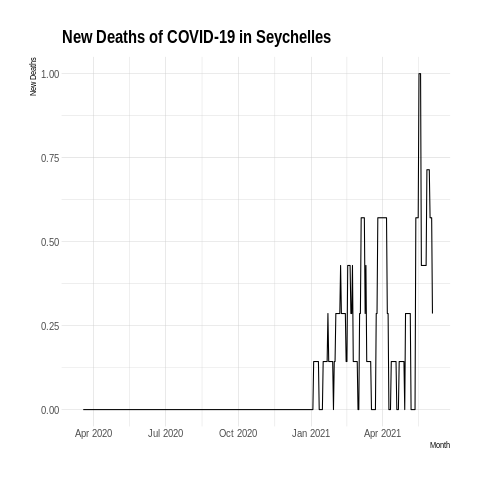 New Deaths of COVID-19 in Seychelles
New Deaths
1.00
0.75
0.50
0.25
0.00
Apr 2020 Jul 2020 Oct 2020 Jan 2021 Apr 2021
Month